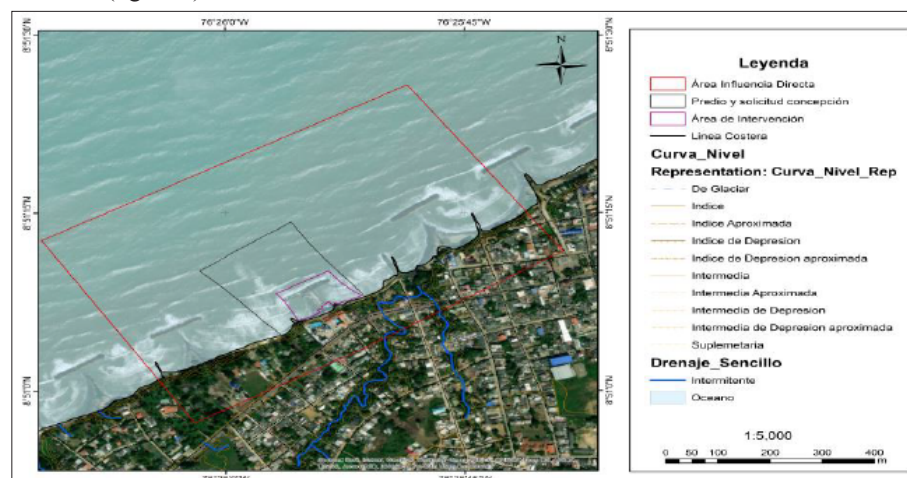 76°26'0"W
76°25'45"W
8°51'30"N
8°51'30"N
N
8°51'15"N
8°51'15"N
8°51'0"N
8°51'0"N
Leyenda
Área Influencia Directa
Predio y solicitud concepción
Área de Intervención
Linea Costera
Curva_Nivel
Representation: Curva_Nivel_Rep
De Glaciar
Indice
Indice Aproximada
Indice de Depresion
Indice de Depresion aproximada
Intermedia
Intermedia Aproximada
Intermedia de Depresion
Intermedia de Depresion aproximada
Suplemetaria
Drenaje_Sencillo
Intermitente
Oceano
1:5,000
0 50 100 200 300 400
m